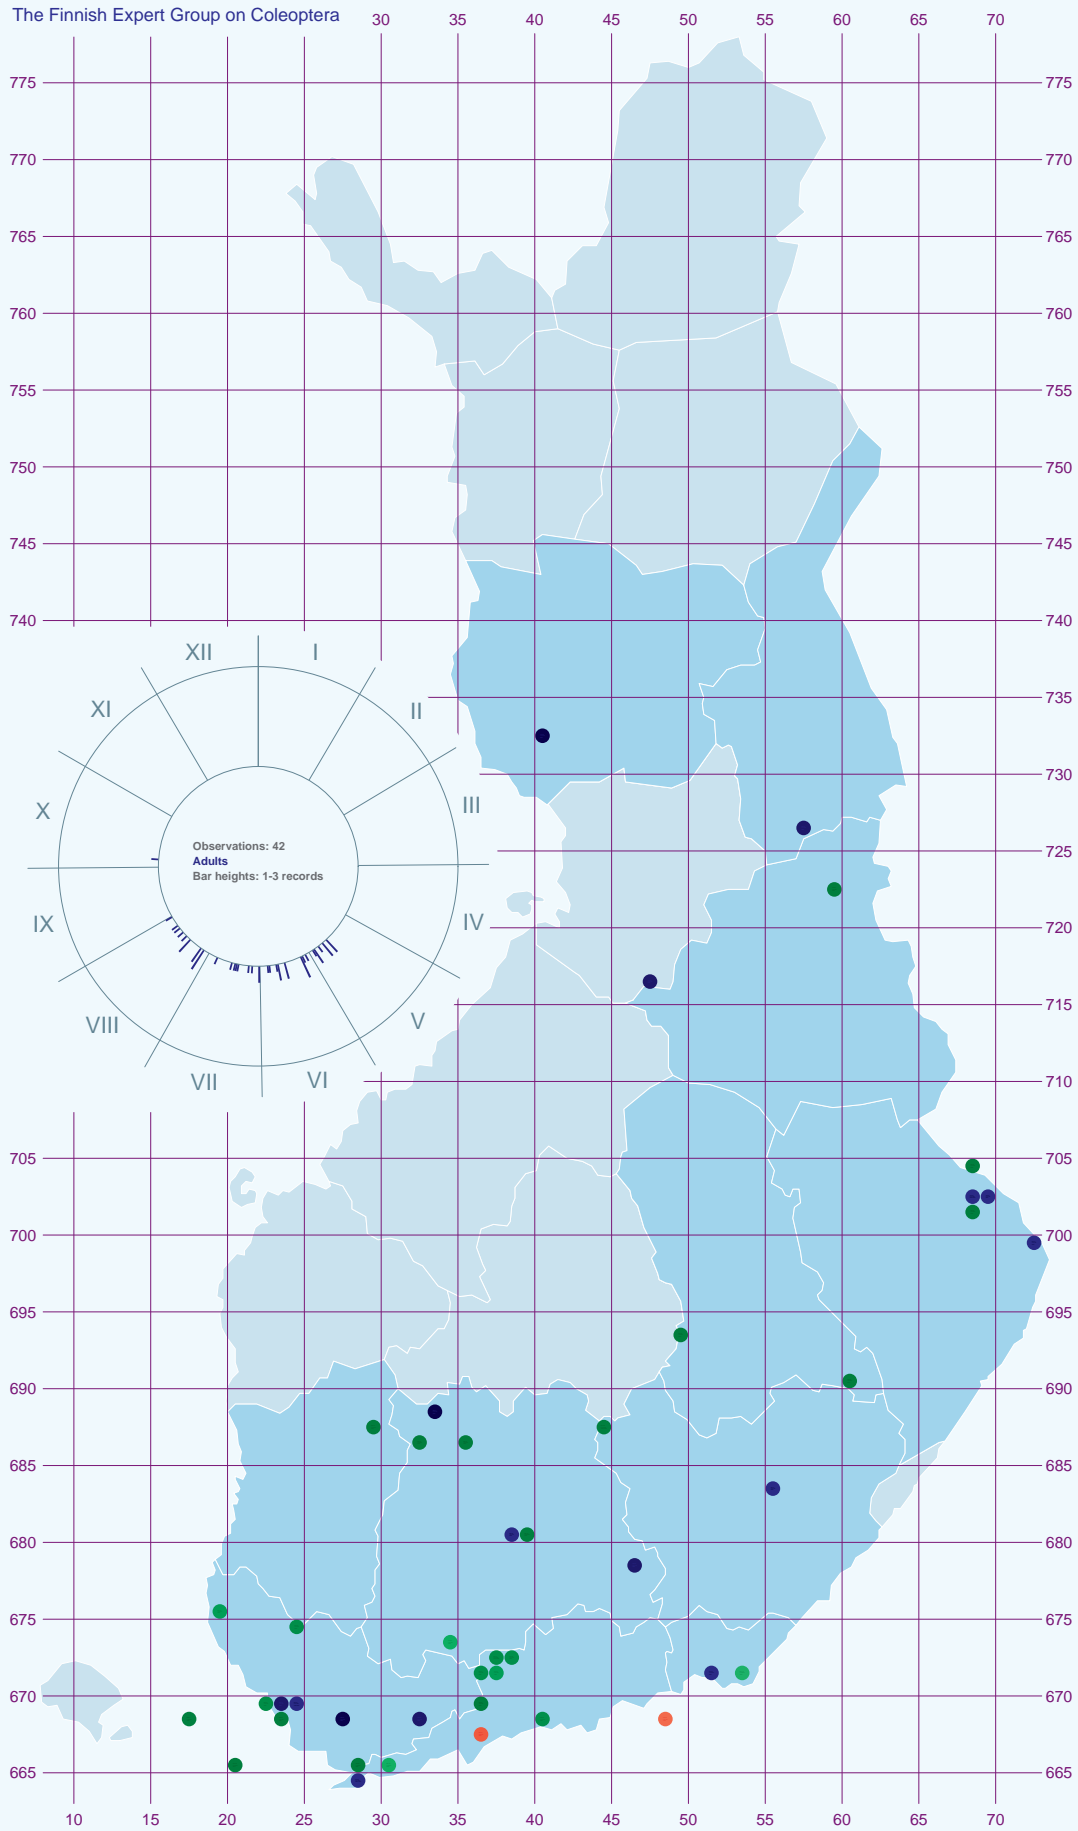 The Finnish Expert Group on Coleoptera
30 35 40 45 50 55 60 65 70
775 775
770 770
765 765
760 760
755 755
750 750
745 745
740 740
XII I
XI II
735
730
X III
Observations: 42
Adults
Bar heights: 1-3 records
725
IX IV
720
VIII V
715
VII VI
710
705 705
700 700
695 695
690 690
685 685
680 680
675 675
670 670
665 665
10 15 20 25 30 35 40 45 50 55 60 65 70